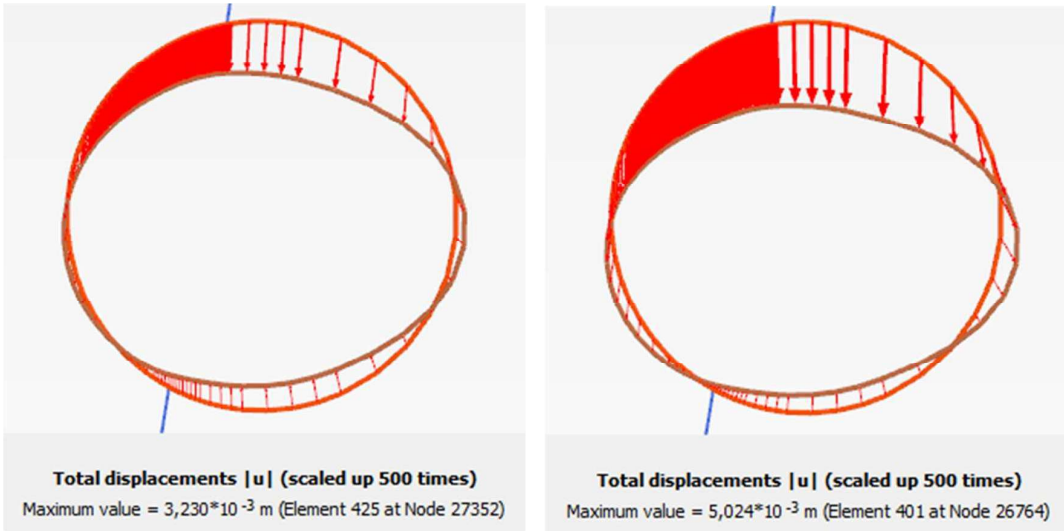 Total displacements |u| (scaled up 500 times)
Maximum value = 3,230*10 -3 m (Element 425 at Node 27352)
Total displacements |u| (scaled up 500 times)
Maximum value = 5,024*10 -3 m (Element 401 at Node 26764)